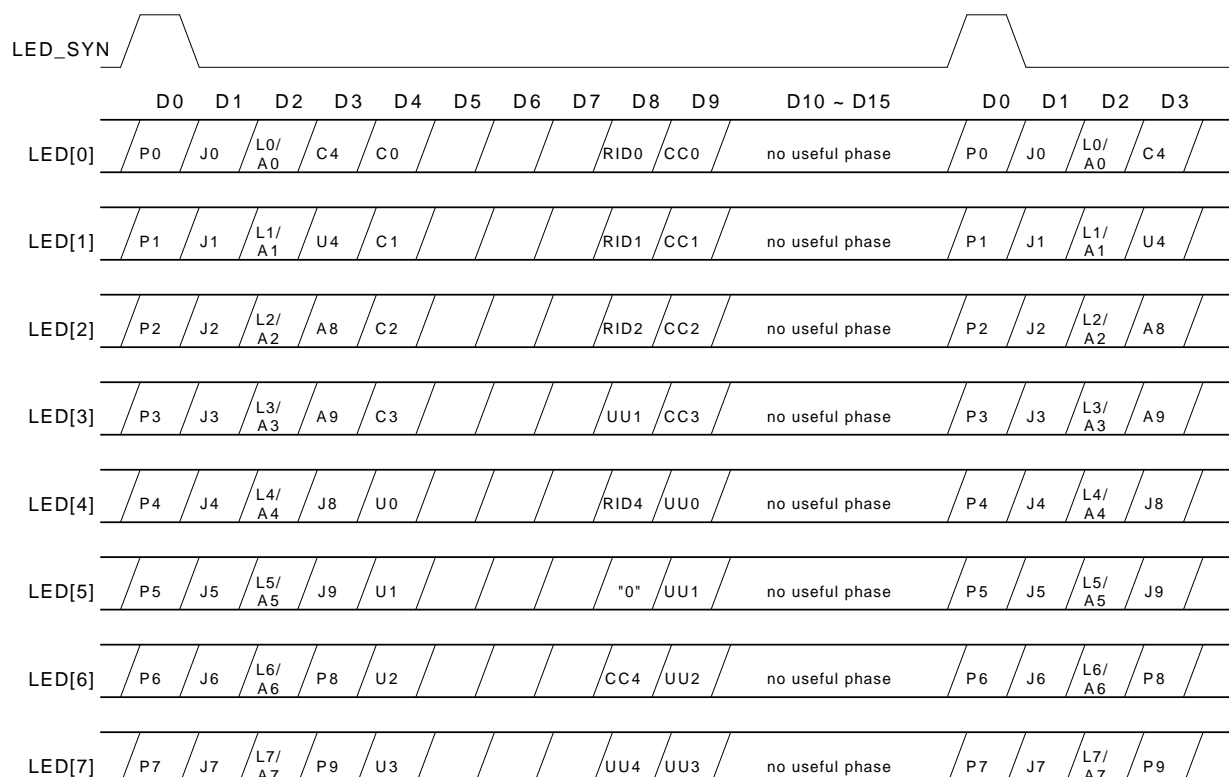 LED_SYN
D0 D1 D2 D3 D4 D5 D6 D7 D8 D9 D10 ~ D15 D0 D1 D2 D3
LED[0] P0 J0 L0/A0 C4 C0 RID0 CC0 no useful phase P0 J0 L0/A0 C4
LED[1] P1 J1 L1/A1 U4 C1 RID1 CC1 no useful phase P1 J1 L1/A1 U4
LED[2] P2 J2 L2/A2 A8 C2 RID2 CC2 no useful phase P2 J2 L2/A2 A8
LED[3] P3 J3 L3/A3 A9 C3 UU1 CC3 no useful phase P3 J3 L3/A3 A9
LED[4] P4 J4 L4/A4 J8 U0 RID4 UU0 no useful phase P4 J4 L4/A4 J8
LED[5] P5 J5 L5/A5 J9 U1 "0" UU1 no useful phase P5 J5 L5/A5 J9
LED[6] P6 J6 L6/A6 P8 U2 CC4 UU2 no useful phase P6 J6 L6/A6 P8
LED[7] P7 J7 L7/A7 P9 U3 UU4 UU3 no useful phase P7 J7 L7/A7 P9